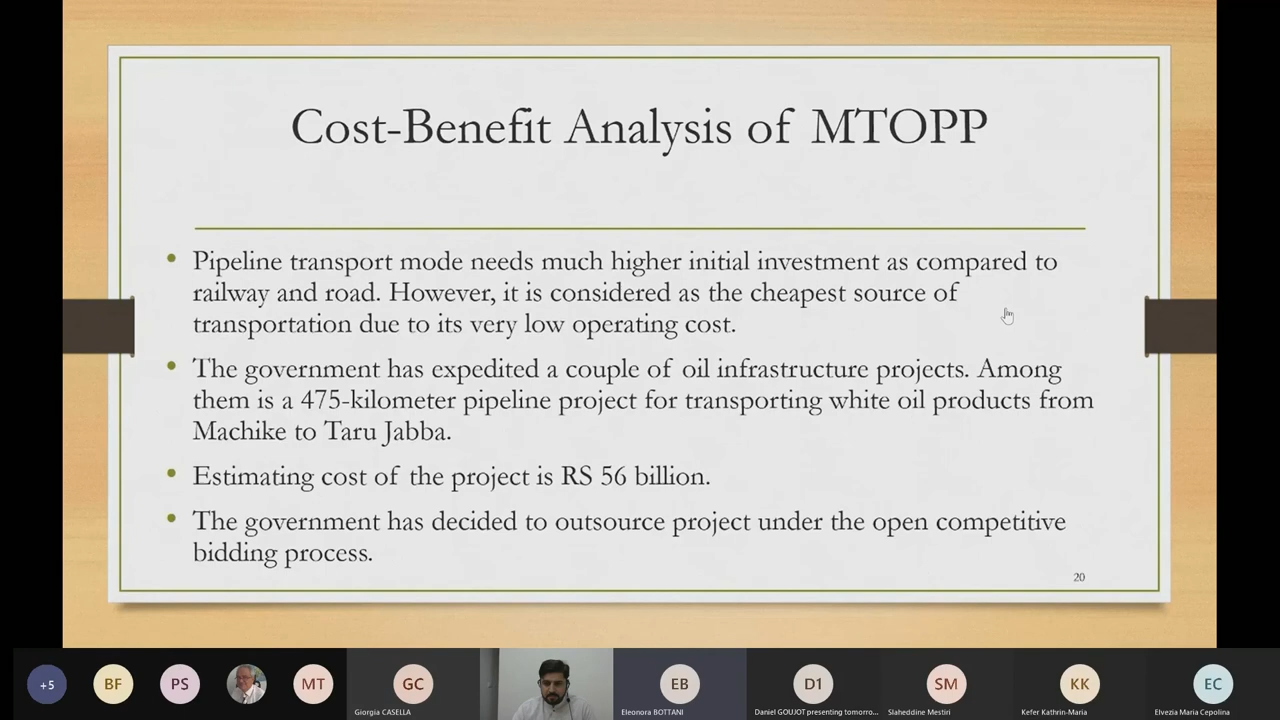 Cost-Benefit Analysis of MTOPP
• Pipeline transport mode needs much higher initial investment as compared to
railway and road. However, it is considered as the cheapest source of
transportation due to its very low operating cost.
• The government has expedited a couple of oil infrastructure projects. Among
them is a 475-kilometer pipeline project for transporting white oil products from
Machike to Taru Jabba.
• Estimating cost of the project is RS 56 billion.
• The government has decided to outsource project under the open competitive
bidding process.
20
+5
BF
PS
MT
GC
EB
D1
SM
KK
EC
Giorgia CASELLA
Eleonora BOTTANI
Daniel GOUJOT presenting tomorro...
Slaheddine Mestiri
Kefer Kathrin-Maria
Elvezia Maria Cepolina